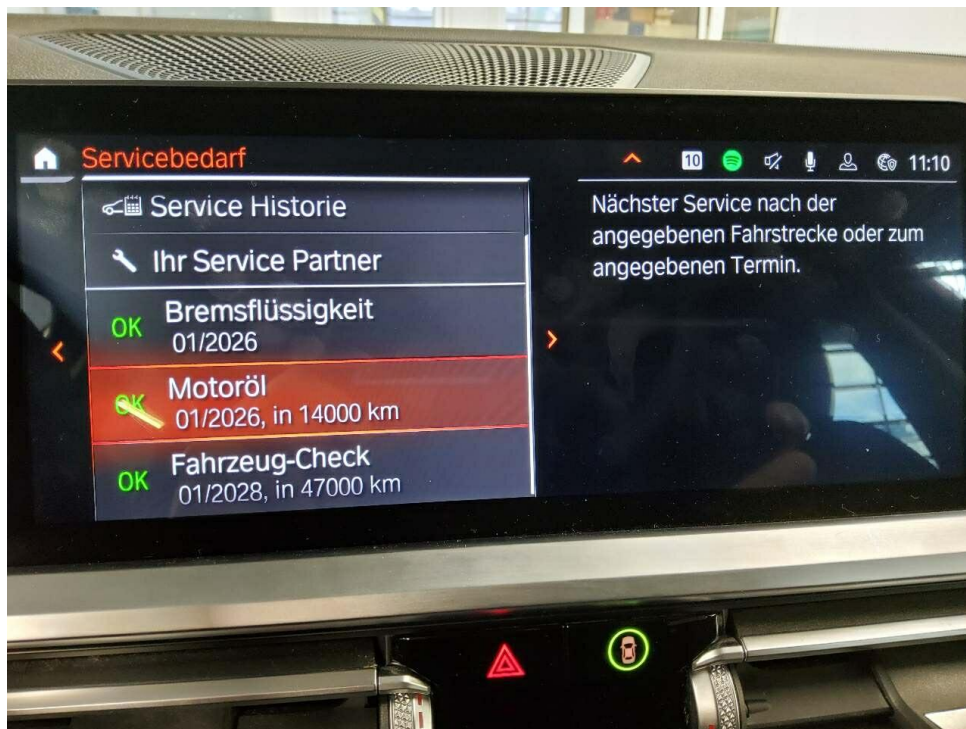 Servicebedarf
10
11:10
Service Historie
Ihr Service Partner
OK Bremsflüssigkeit
01/2026
OK Motoröl
01/2026, in 14000 km
OK Fahrzeug-Check
01/2028, in 47000 km
Nächster Service nach der
angegebenen Fahrstrecke oder zum
angegebenen Termin.